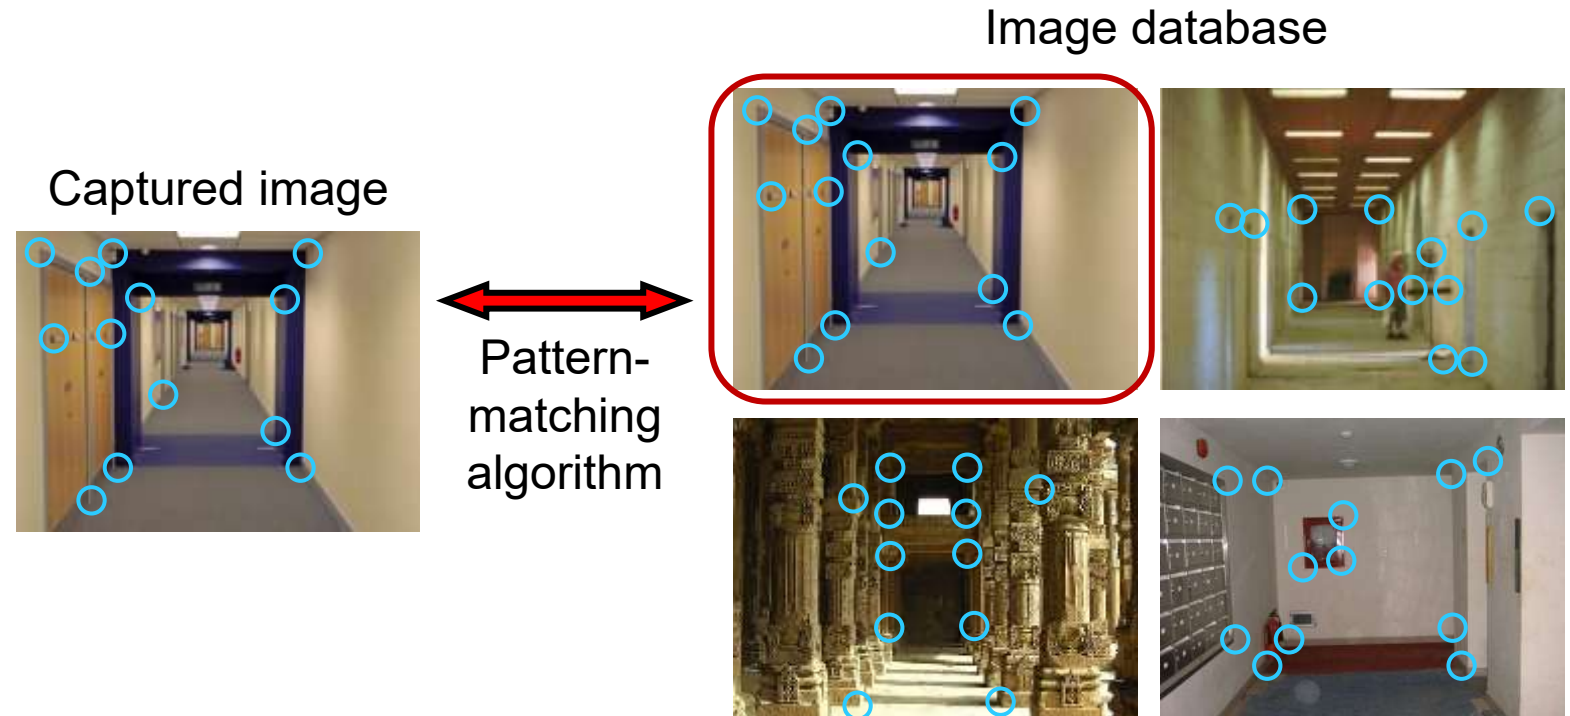 Image database
Captured image
Pattern-
matching
algorithm